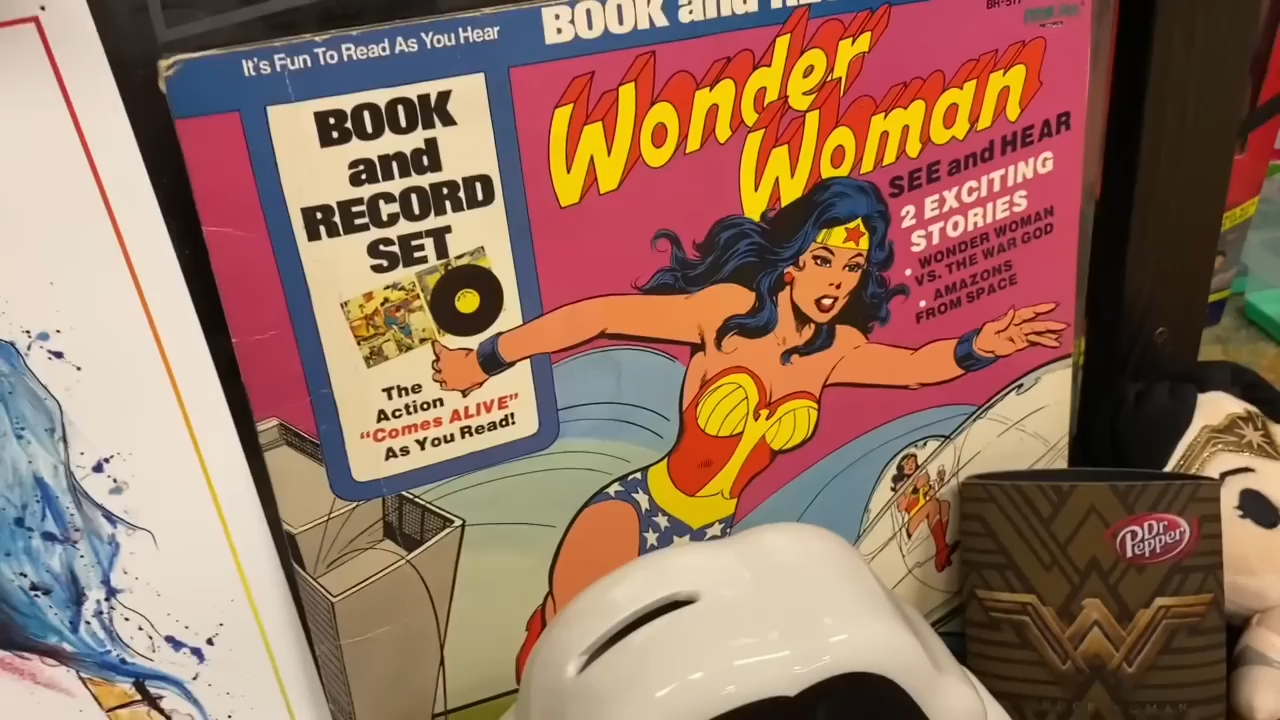 It's Fun To Read As You Hear
BOOK and
BOOK
and
RECORD
SET
The
Action
"Comes ALIVE"
As You Read!
Wonder
Woman
SEE and HEAR
2 EXCITING
STORIES
• WONDER WOMAN
VS. THE WAR GOD
• AMAZONS
FROM SPACE
Dr
Pepper